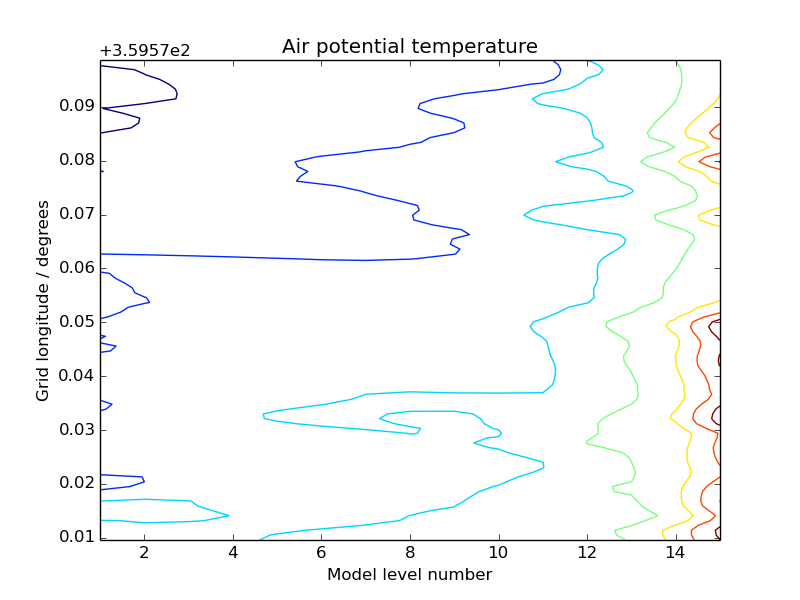 Air potential temperature
+3.5957e2
0.09
0.08
0.07
0.06
0.05
0.04
0.03
0.02
0.01
Grid longitude / degrees
2 4 6 8 10 12 14
Model level number